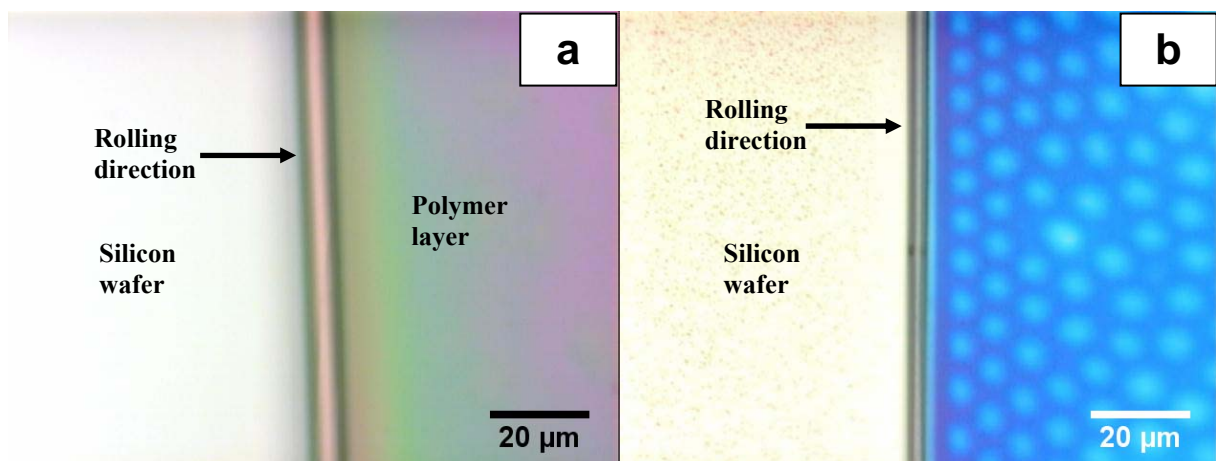 a
Rolling
direction
Polymer
layer
Silicon
wafer
20 µm
b
Rolling
direction
Silicon
wafer
20 µm